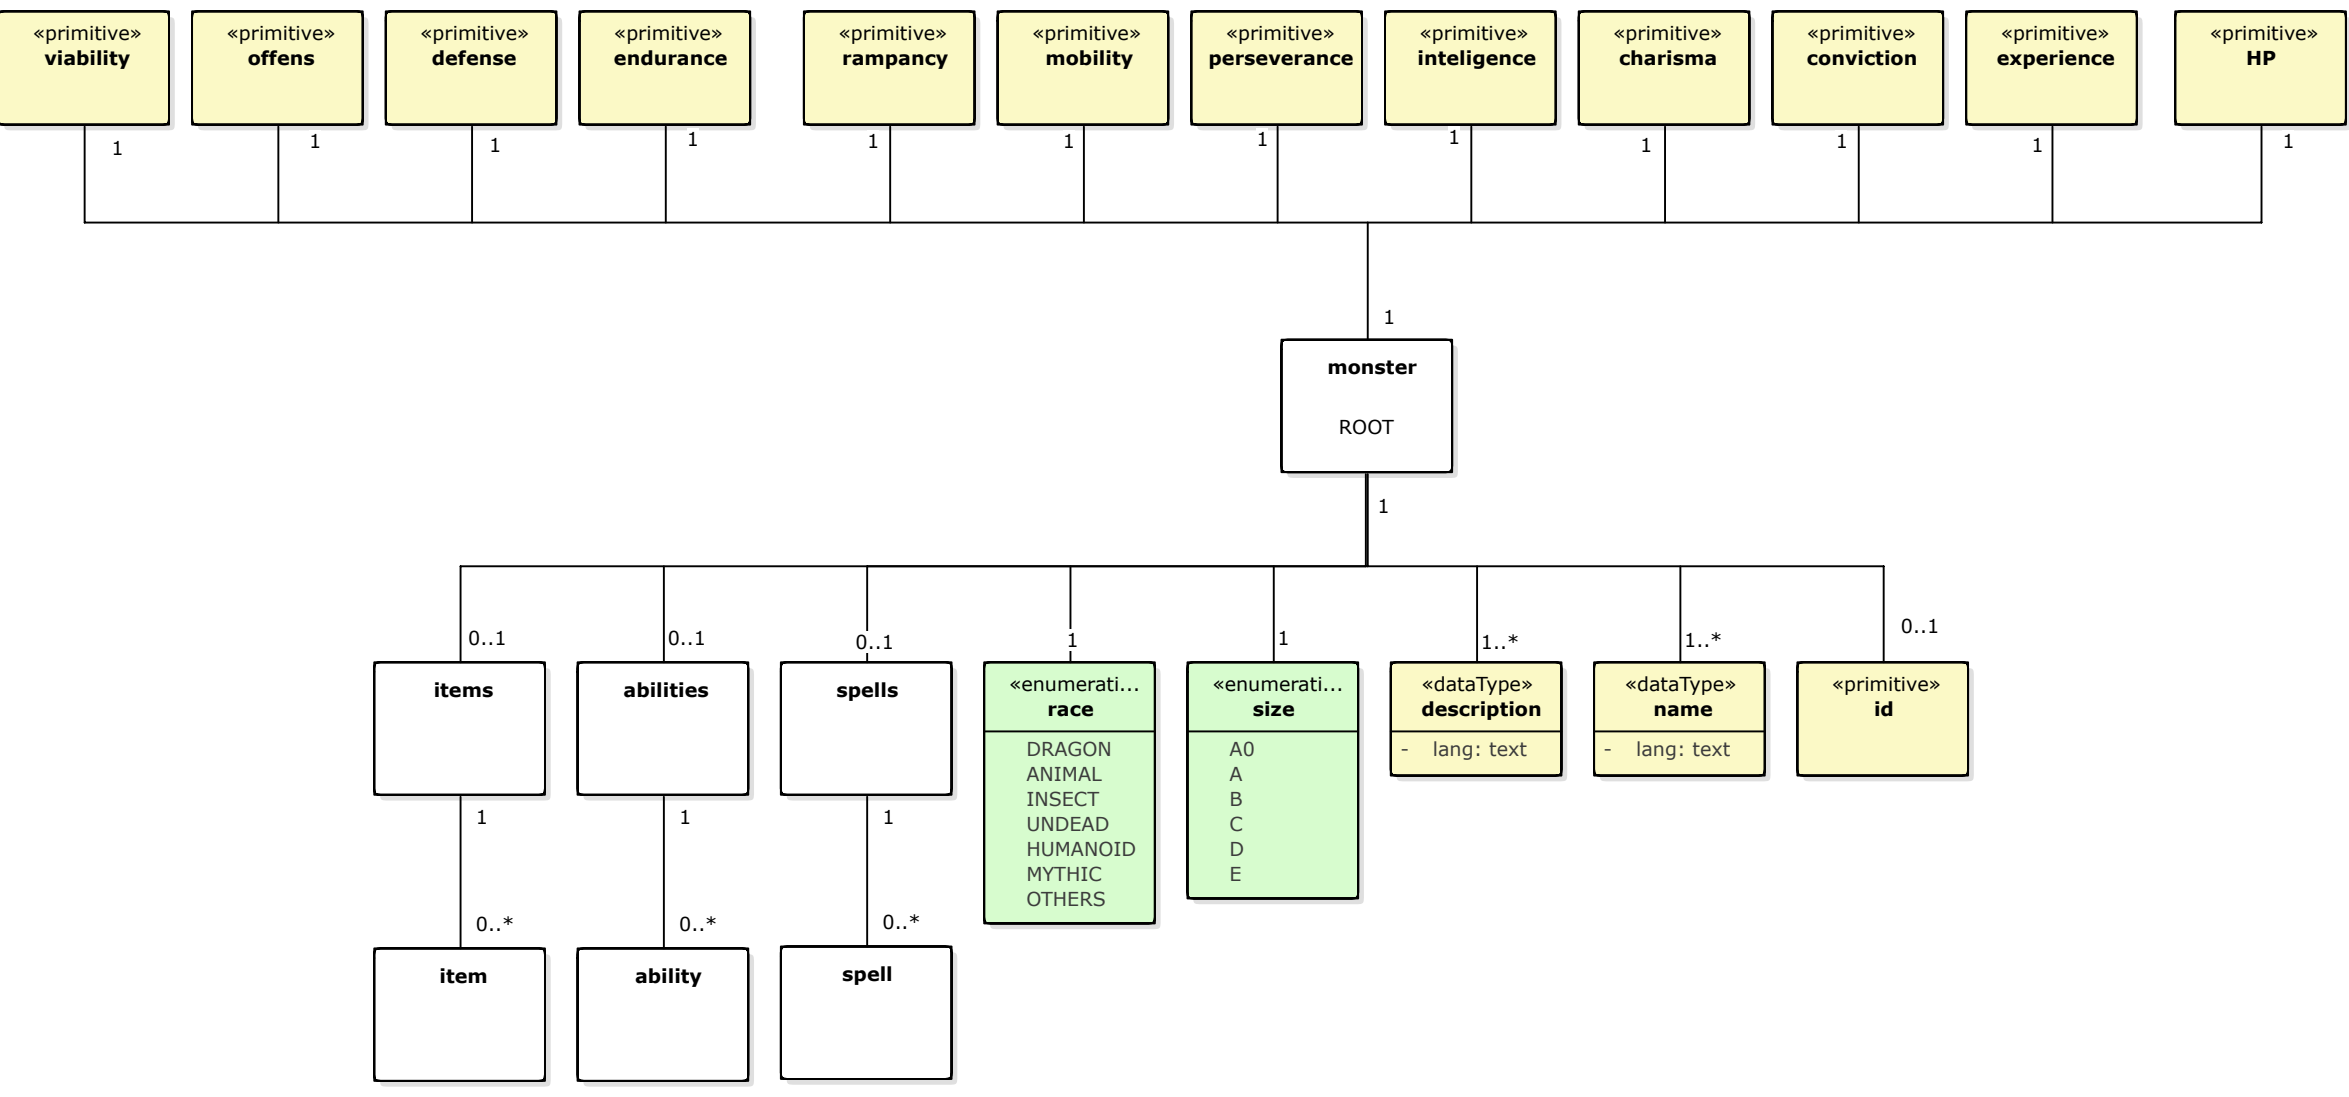 «primitive» «primitive» «primitive» «primitive» «primitive» «primitive» «primitive» «primitive» «primitive» «primitive» «primitive» «primitive»
viability offens defense endurance rampancy mobility perseverance inteligence charisma conviction experience HP
1 1 1 1 1 1 1 1 1 1 1 1
1
monster
ROOT
1
0..1 0..1 0..1 1 1 1..* 1..* 0..1
items
abilities
spells
«enumerati...
race
DRAGON
ANIMAL
INSECT
UNDEAD
HUMANOID
MYTHIC
OTHERS
«enumerati...
size
A0
A
B
C
D
E
«dataType»
description
- lang: text
«dataType»
name
- lang: text
«primitive»
id
1 1 1
0..* 0..* 0..*
item
ability
spell